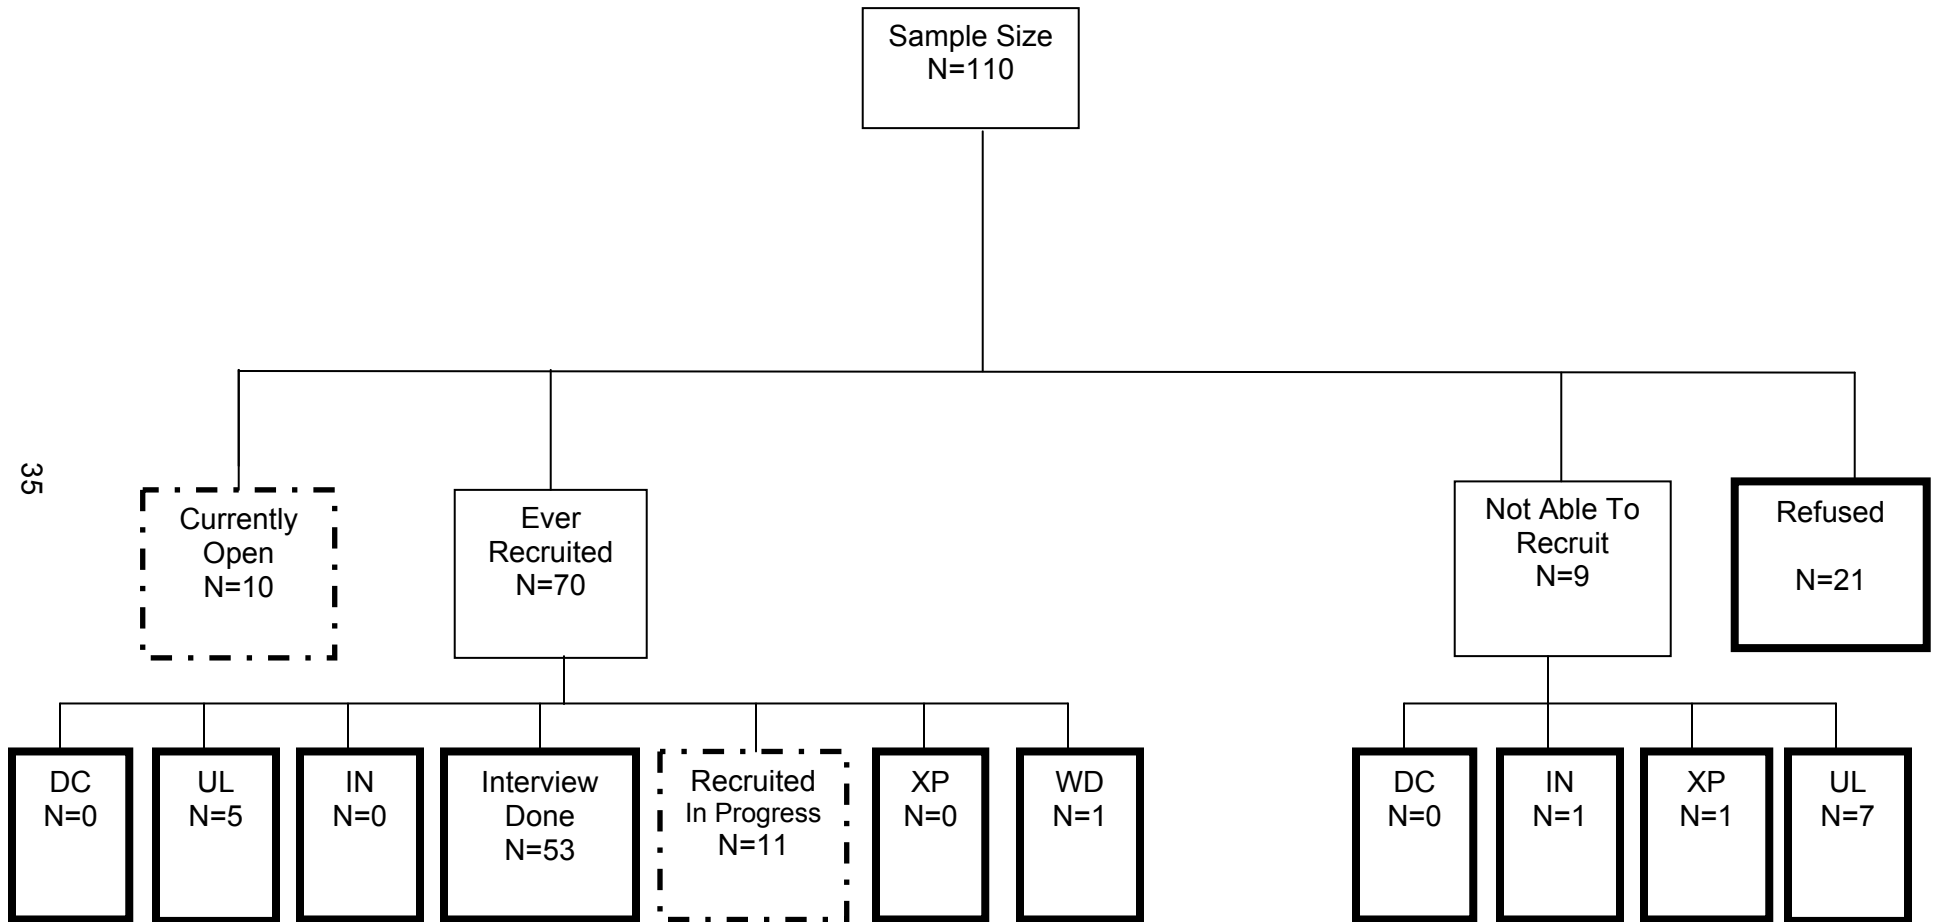 Sample Size
N=110
35
Currently
Open
N=10
Ever
Recruited
N=70
Not Able To
Recruit
N=9
Refused
N=21
DC
N=0
UL
N=5
IN
N=0
Interview
Done
N=53
Recruited
In Progress
N=11
XP
N=0
WD
N=1
DC
N=0
IN
N=1
XP
N=1
UL
N=7